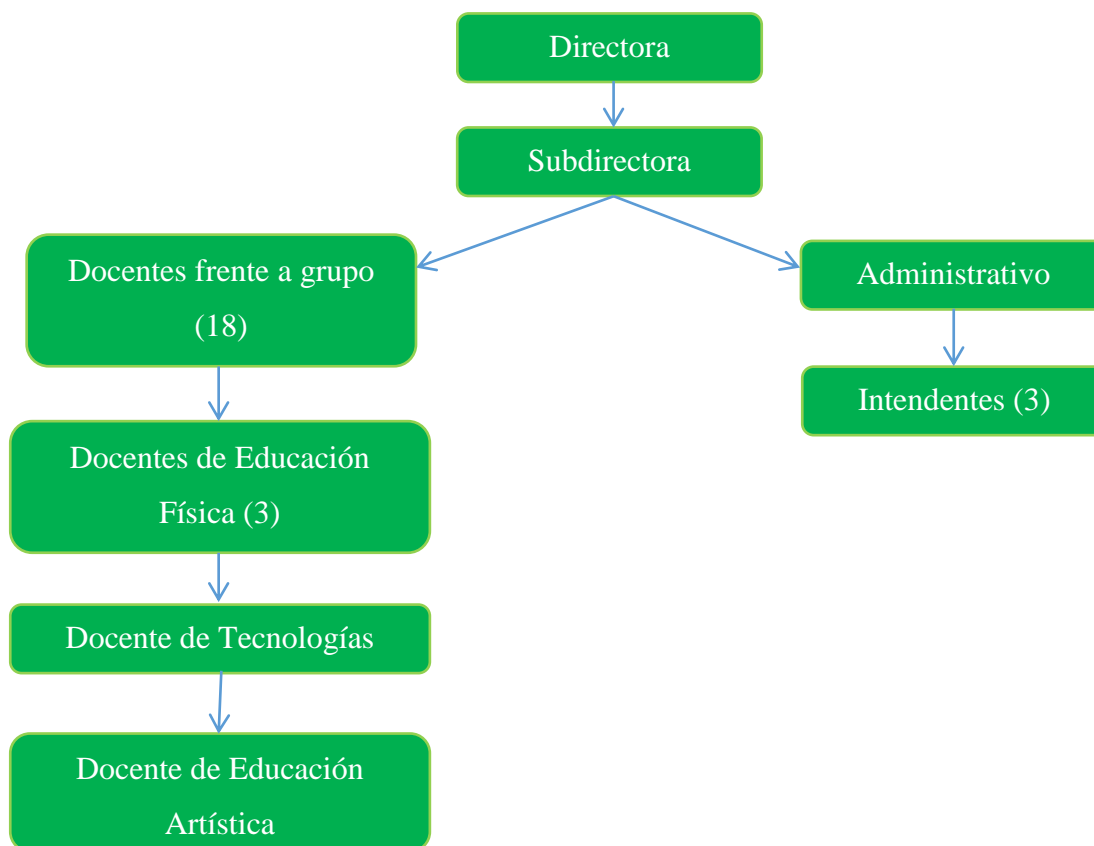 Directora
Subdirectora
Docentes frente a grupo
(18)
Administrativo
Intendentes (3)
Docentes de Educación
Física (3)
Docente de Tecnologías
Docente de Educación
Artística